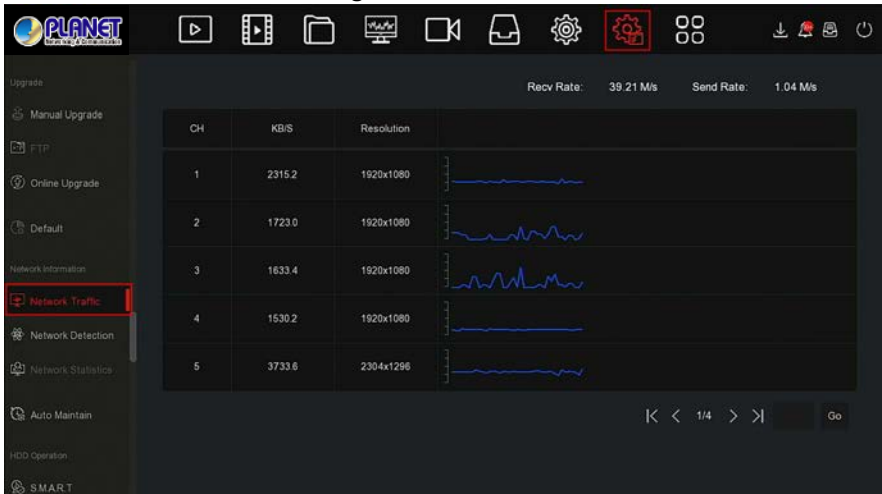 PLANET
Networking & Communication
Recv Rate: 39.21 M/s Send Rate: 1.04 M/s
Upgrade
Manual Upgrade
FTP
Online Upgrade
Default
Network Information
Network Traffic
Network Detection
Network Statistics
Auto Maintain
HDD Operation
S.M.A.R.T
CH KB/S Resolution
1 2315.2 1920x1080
2 1723.0 1920x1080
3 1633.4 1920x1080
4 1530.2 1920x1080
5 3733.6 2304x1296
1/4 Go